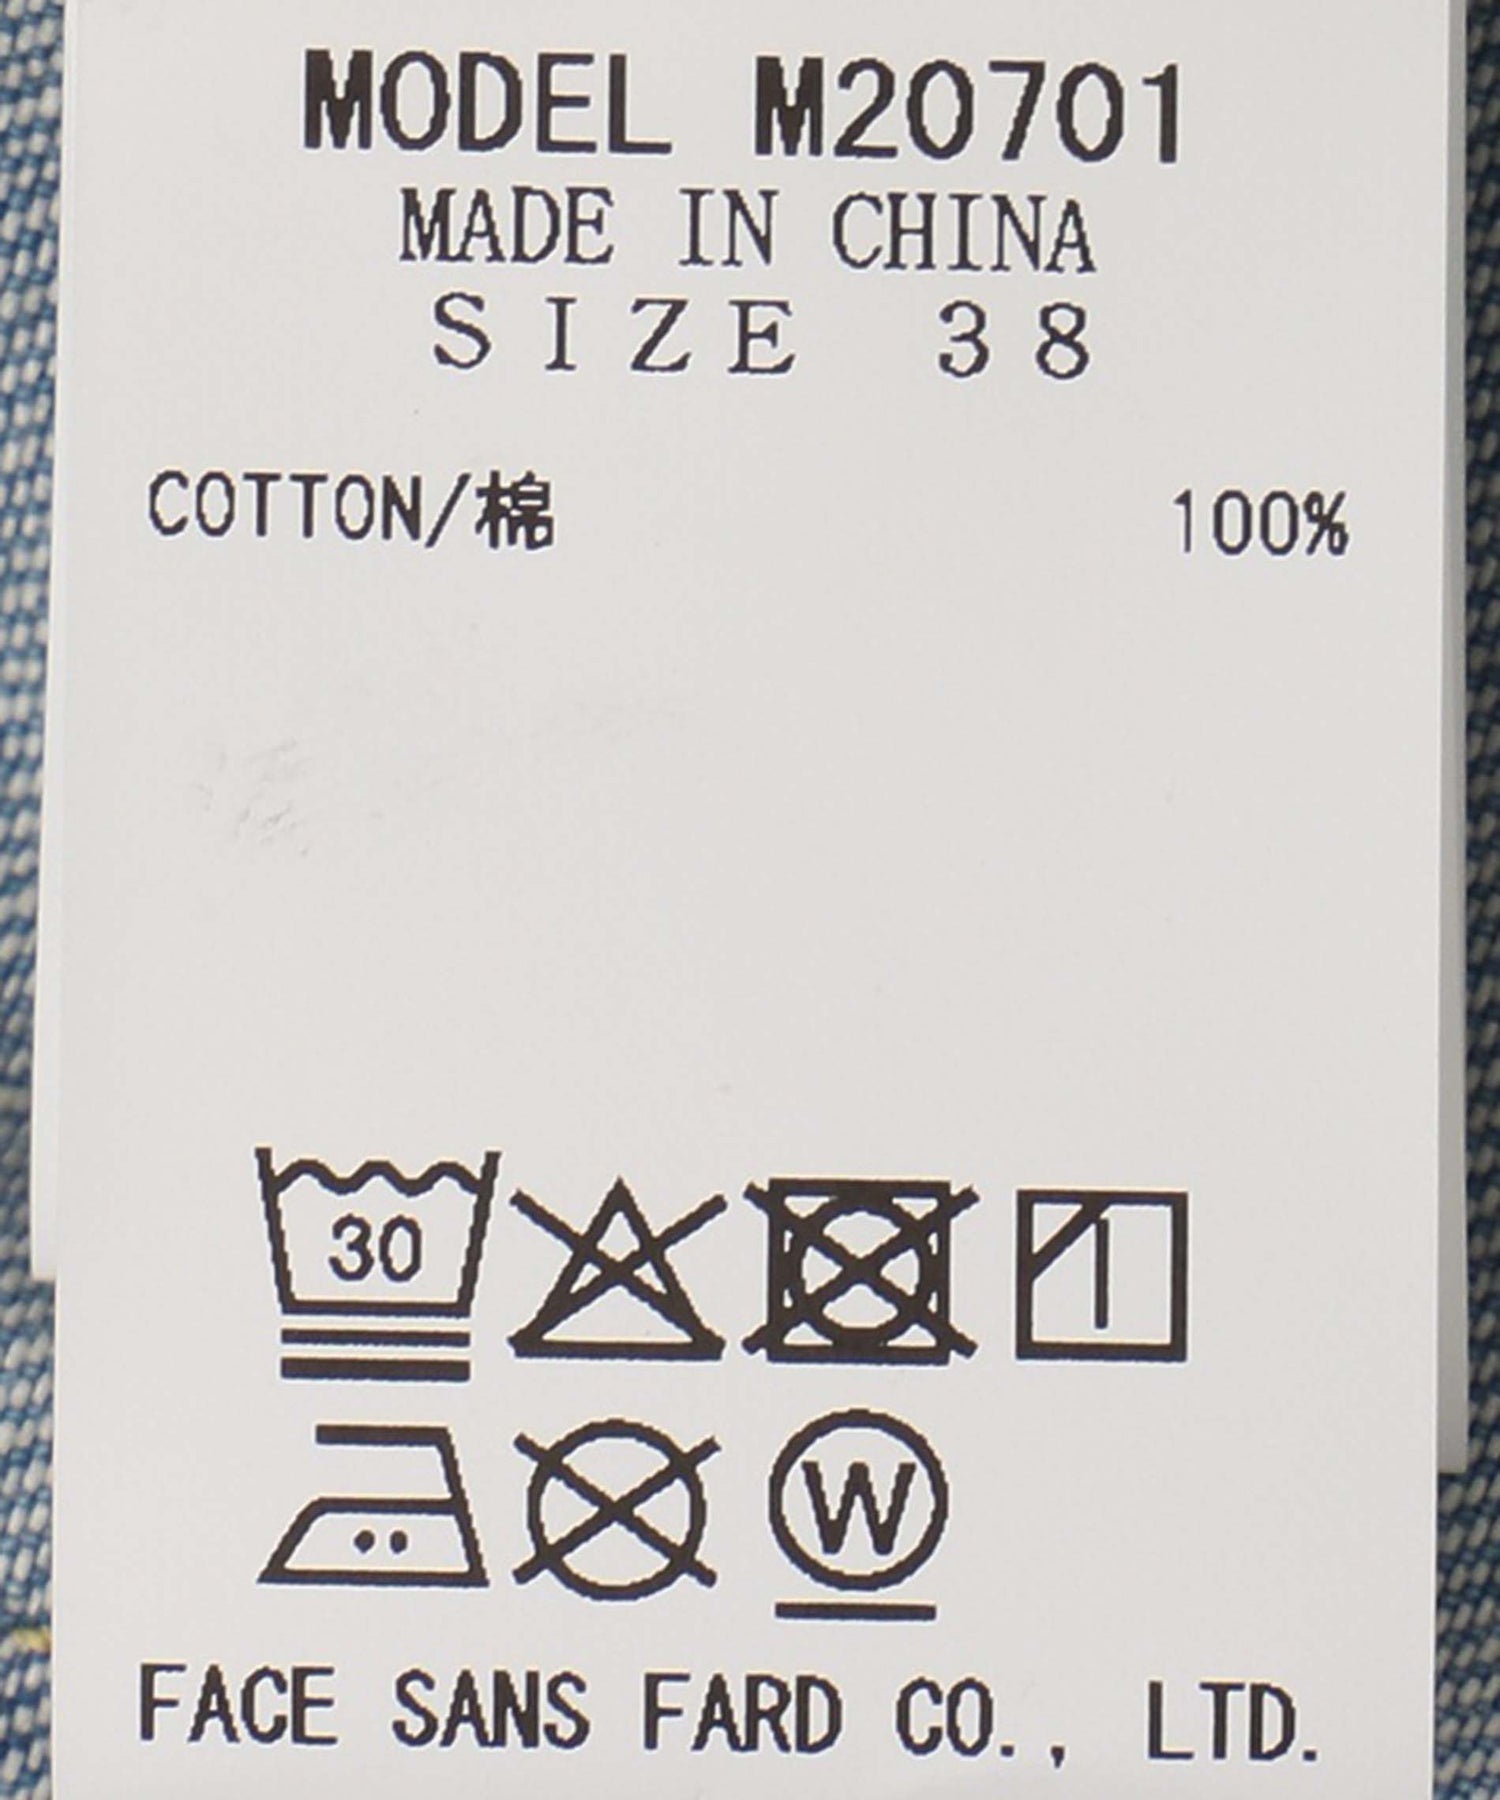 MODEL M20701
MADE IN CHINA
SIZE 38
COTTON/棉 100%
30
W
FACE SANS FARD CO., LTD.